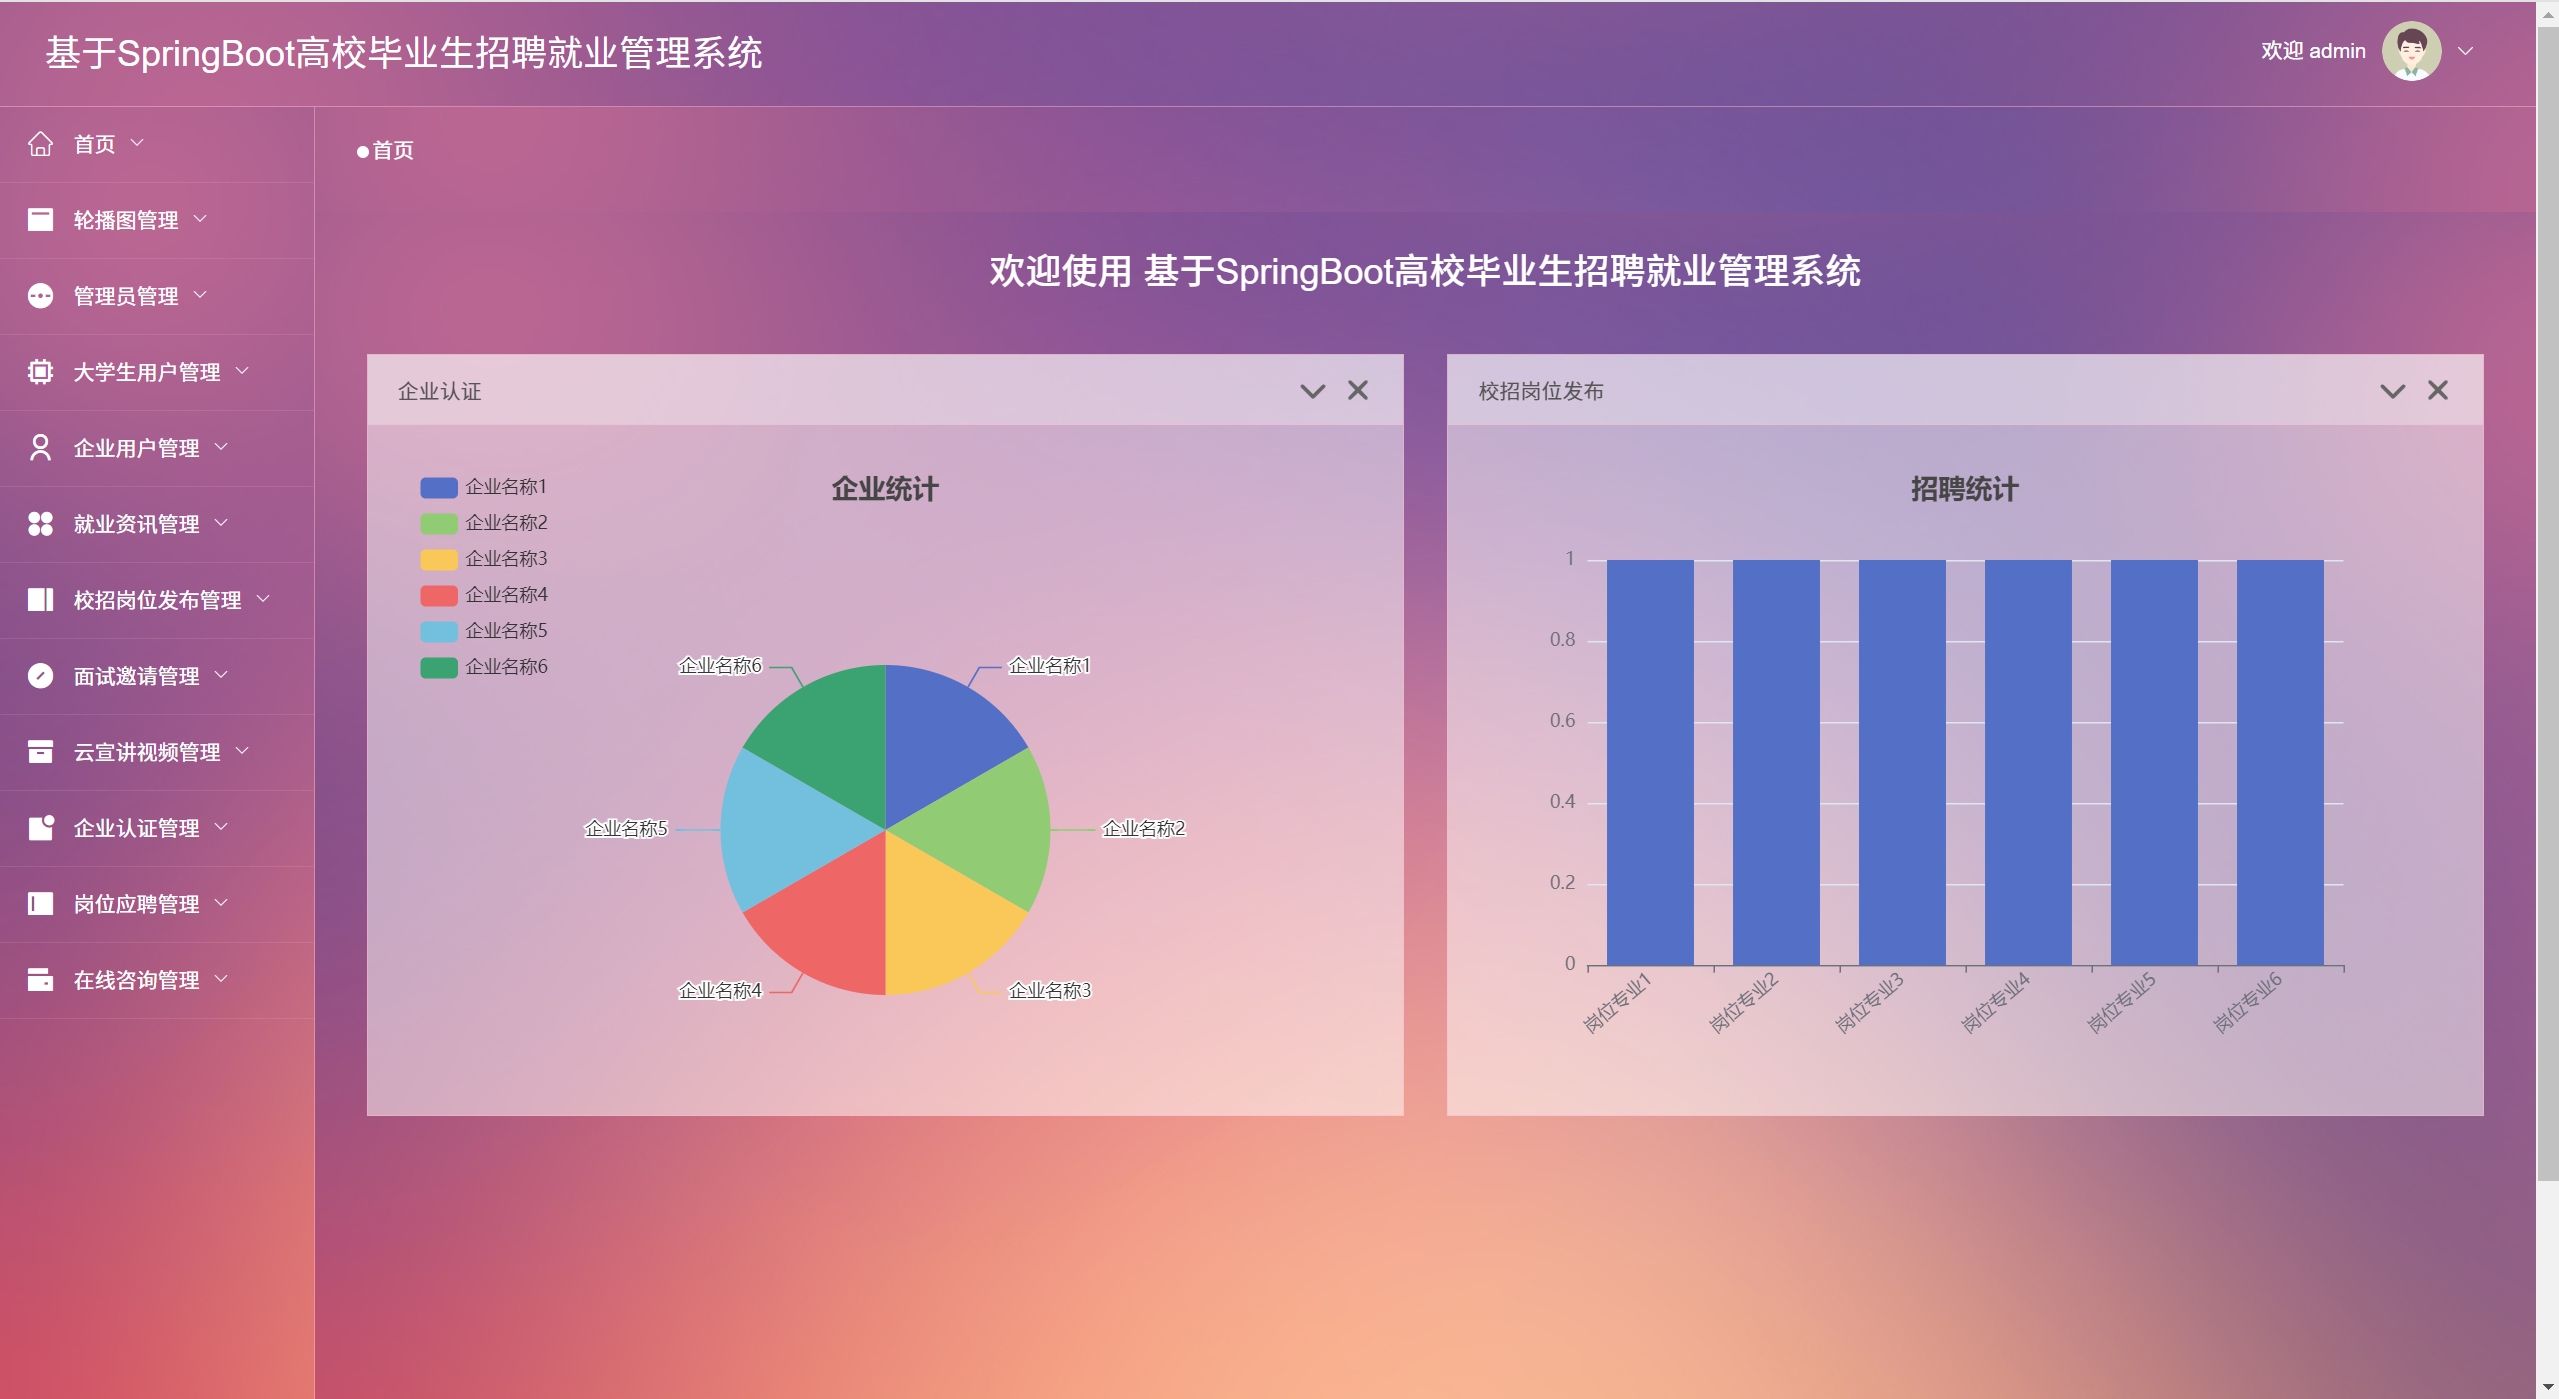 基于SpringBoot高校毕业生招聘就业管理系统
欢迎 admin
首页
轮播图管理
管理员管理
大学生用户管理
企业用户管理
就业资讯管理
校招岗位发布管理
面试邀请管理
云宣讲视频管理
企业认证管理
岗位应聘管理
在线咨询管理
首页
欢迎使用 基于SpringBoot高校毕业生招聘就业管理系统
企业认证
企业统计
企业名称1
企业名称2
企业名称3
企业名称4
企业名称5
企业名称6
企业名称6
企业名称1
企业名称5
企业名称2
企业名称4
企业名称3
校招岗位发布
招聘统计
1
0.8
0.6
0.4
0.2
0
岗位专业1
岗位专业2
岗位专业3
岗位专业4
岗位专业5
岗位专业6